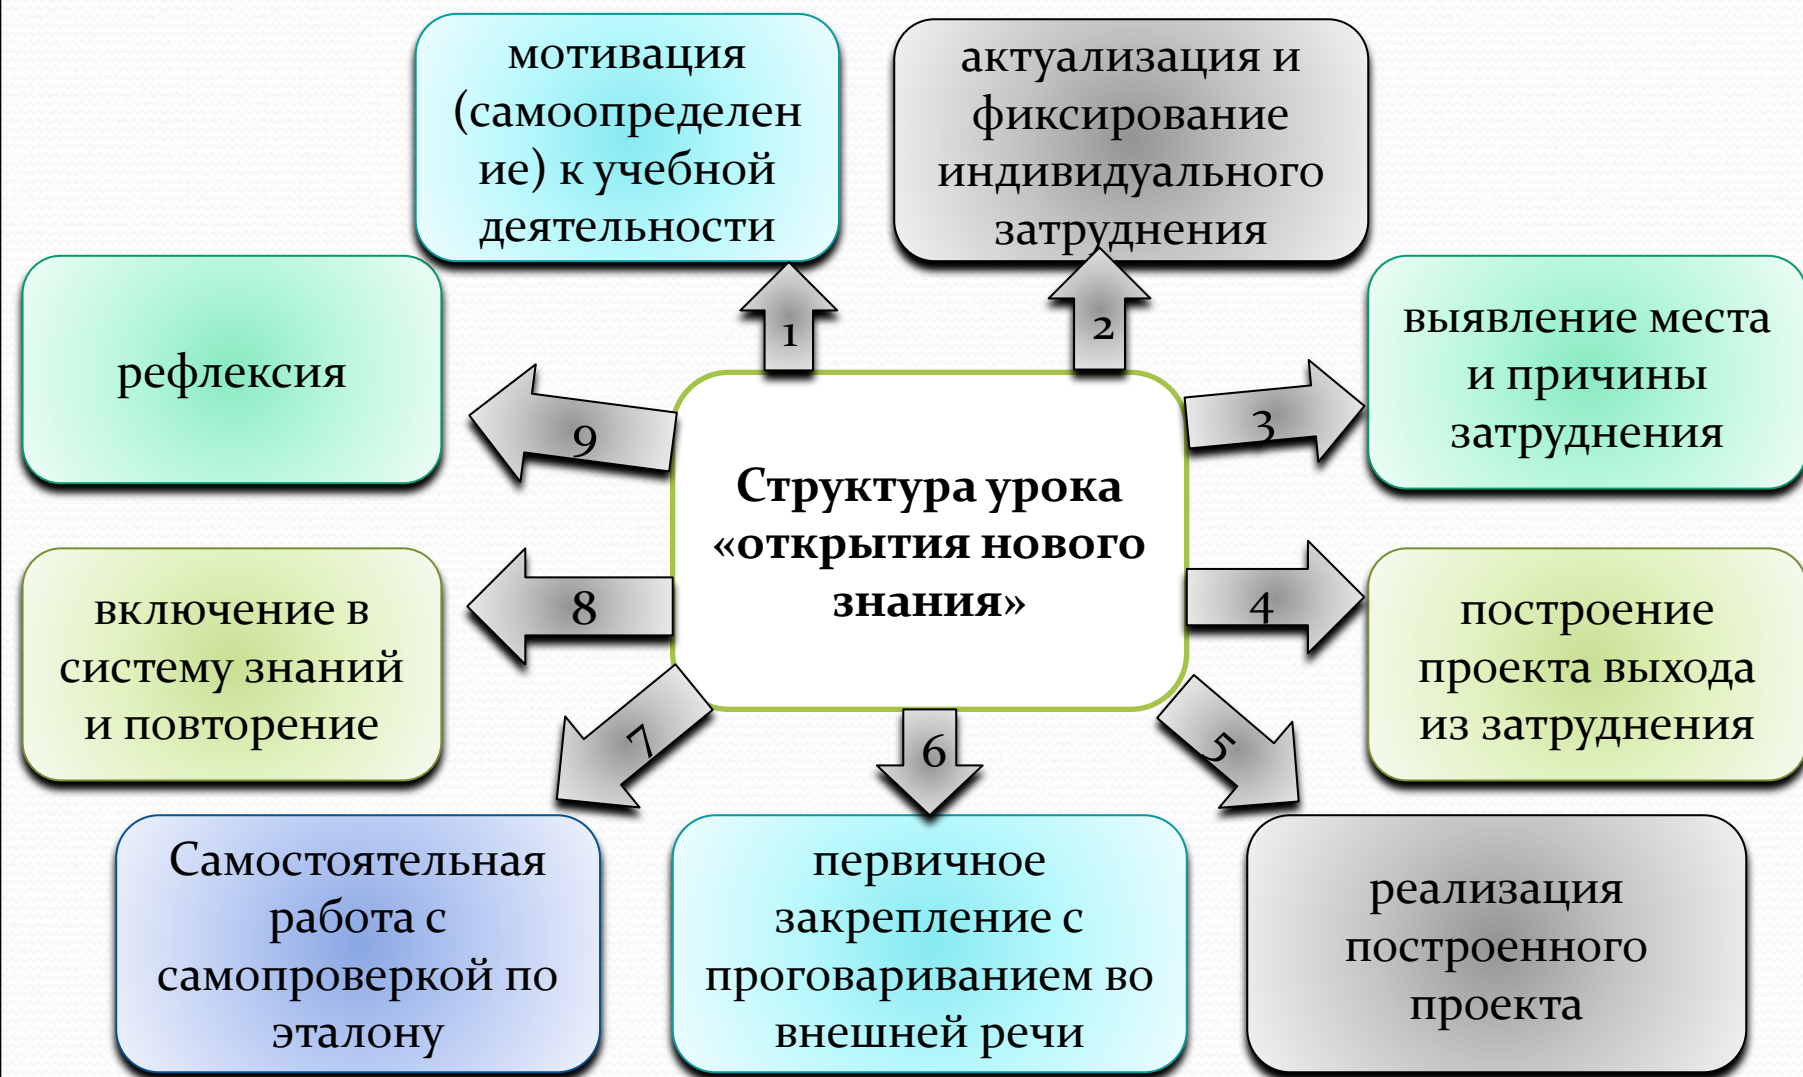 мотивация
(самоопределен
ие) к учебной
деятельности
актуализация и
фиксирование
индивидуального
затруднения
1
2
выявление места
и причины
затруднения
3
рефлексия
9
Структура урока
«открытия нового
знания»
включение в
систему знаний
и повторение
8
4
построение
проекта выхода
из затруднения
7
6
5
Самостоятельная
работа с
самопроверкой по
эталону
первичное
закрепление с
проговариванием во
внешней речи
реализация
построенного
проекта